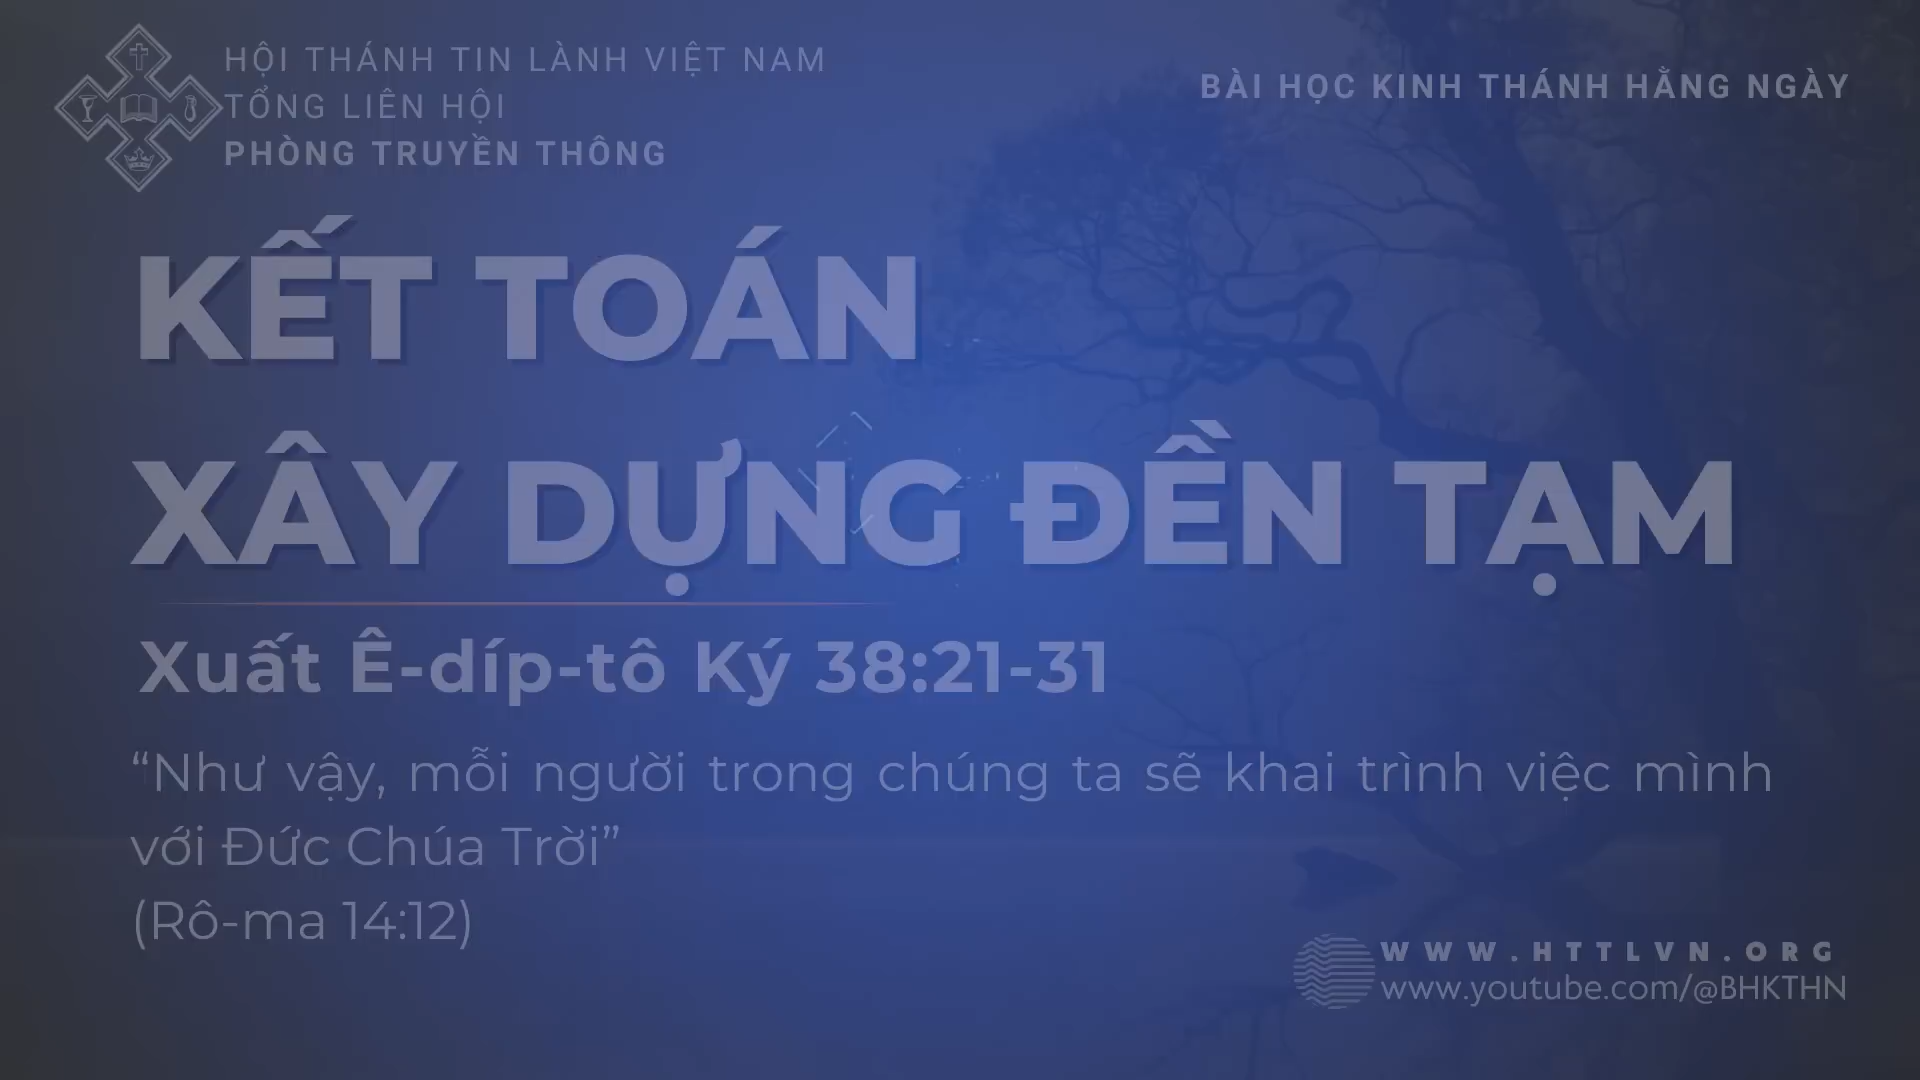 HỘI THÁNH TIN LÀNH VIỆT NAM
TỔNG LIÊN HỘI
PHÒNG TRUYỀN THÔNG
BÀI HỌC KINH THÁNH HẰNG NGÀY
KẾT TOÁN
XÂY DỰNG ĐỀN TẠM
Xuất Ê-díp-tô Ký 38:21-31
“Như vậy, mỗi người trong chúng ta sẽ khai trình việc mình
với Đức Chúa Trời”
(Rô-ma 14:12)
WWW.HTTLVN.ORG
www.youtube.com/@BHKTHN